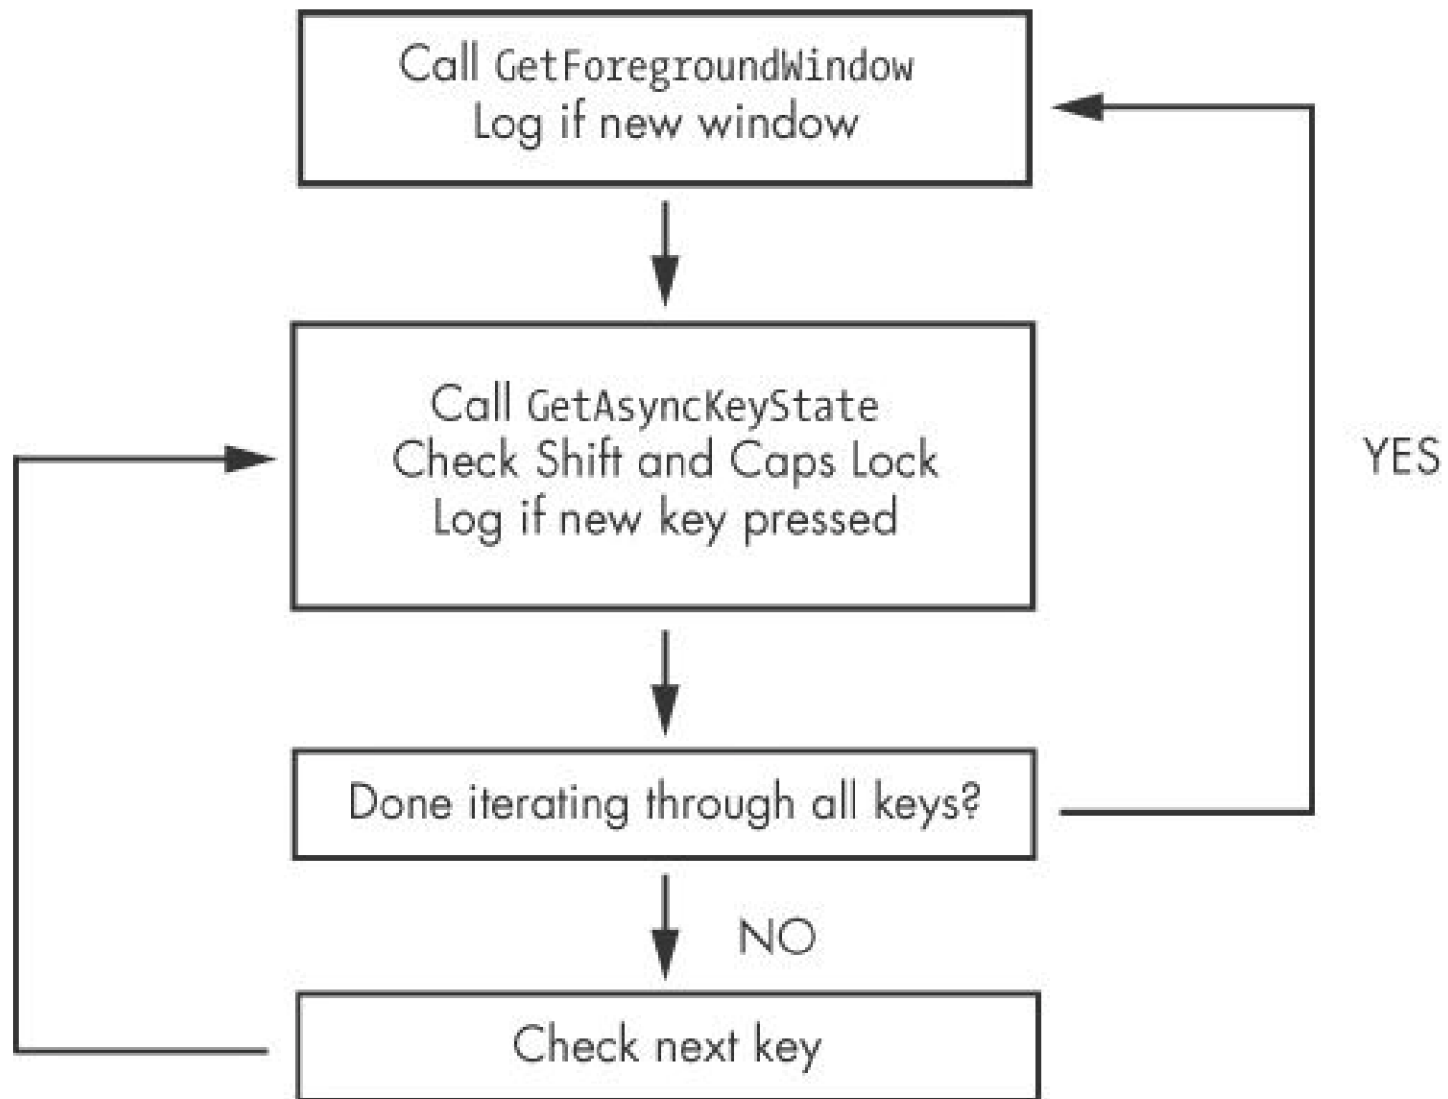 Call GetForegroundWindow
Log if new window
Call GetAsyncKeyState
Check Shift and Caps Lock
Log if new key pressed
YES
Done iterating through all keys?
NO
Check next key